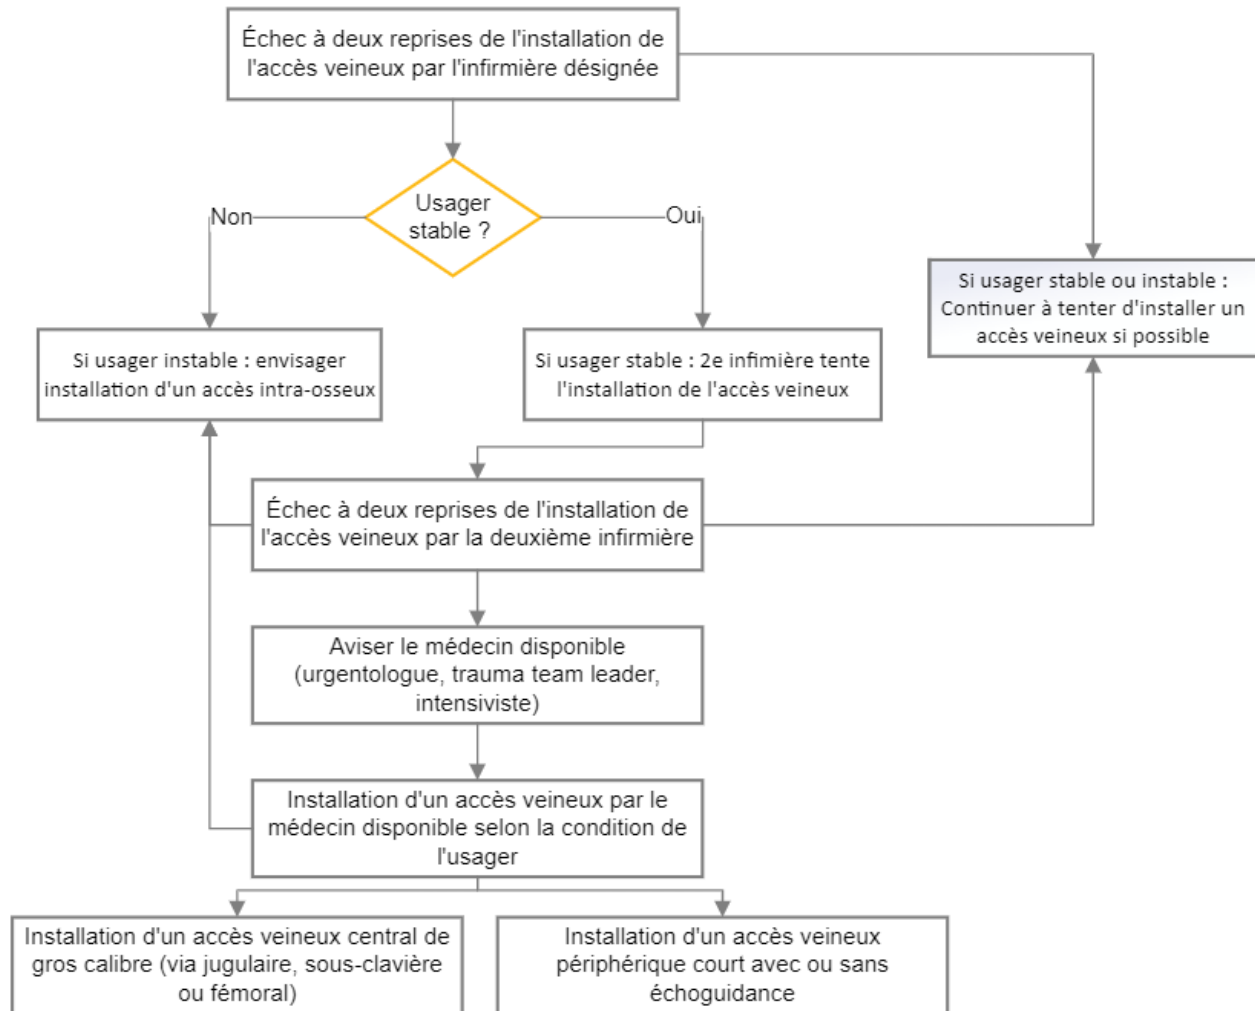 Échec à deux reprises de l'installation de
l'accès veineux par l'infirmière désignée
Usager
stable ?
Non
Oui
Si usager stable ou instable :
Continuer à tenter d'installer un
accès veineux si possible
Si usager instable : envisager
installation d'un accès intra-osseux
Si usager stable : 2e infimière tente
l'installation de l'accès veineux
Échec à deux reprises de l'installation de
l'accès veineux par la deuxième infirmière
Aviser le médecin disponible
(urgentologue, trauma team leader,
intensiviste)
Installation d'un accès veineux par le
médecin disponible selon la condition de
l'usager
Installation d'un accès veineux central de
gros calibre (via jugulaire, sous-clavière
ou fémoral)
Installation d'un accès veineux
périphérique court avec ou sans
échoguidance